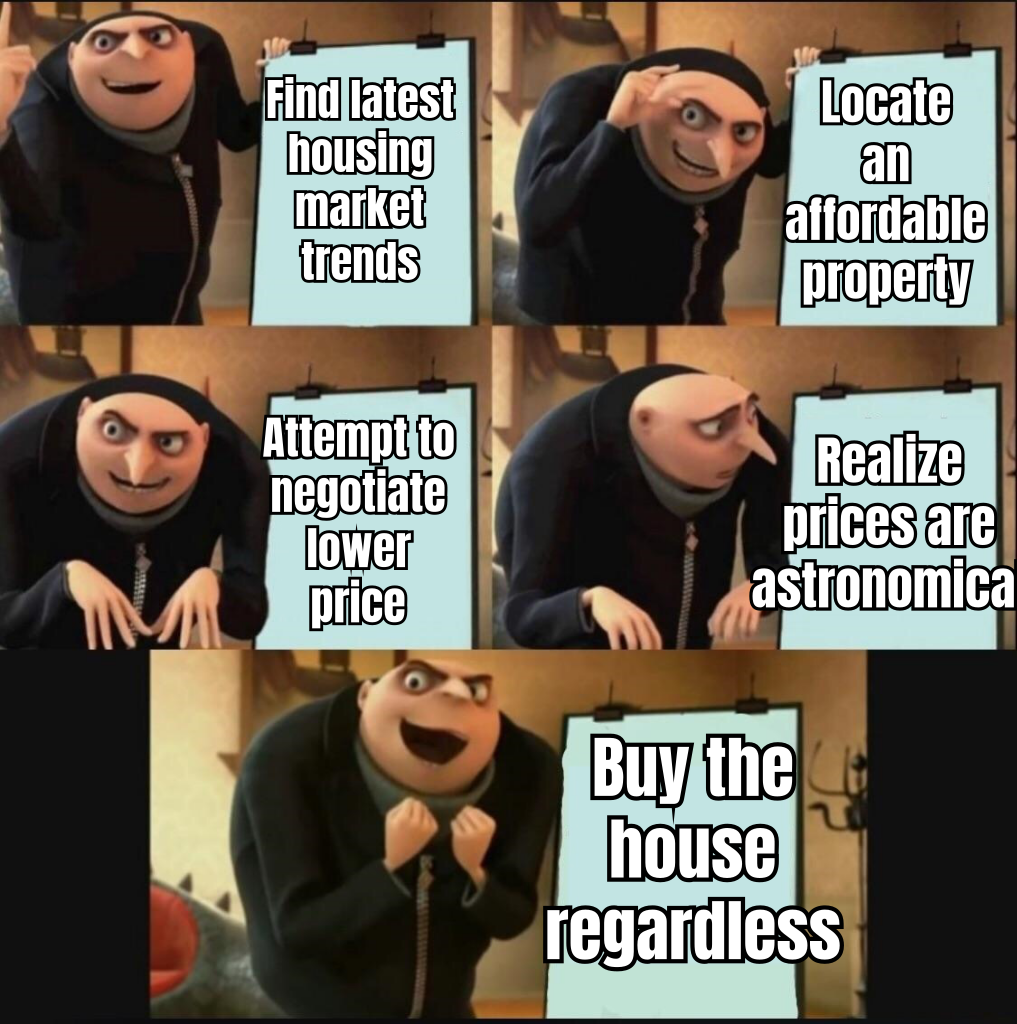 Find latest
housing
market
trends
Locate
an
affordable
property
Attempt to
negotiate
lower
price
Realize
prices are
astronomica
Buy the
house
regardless